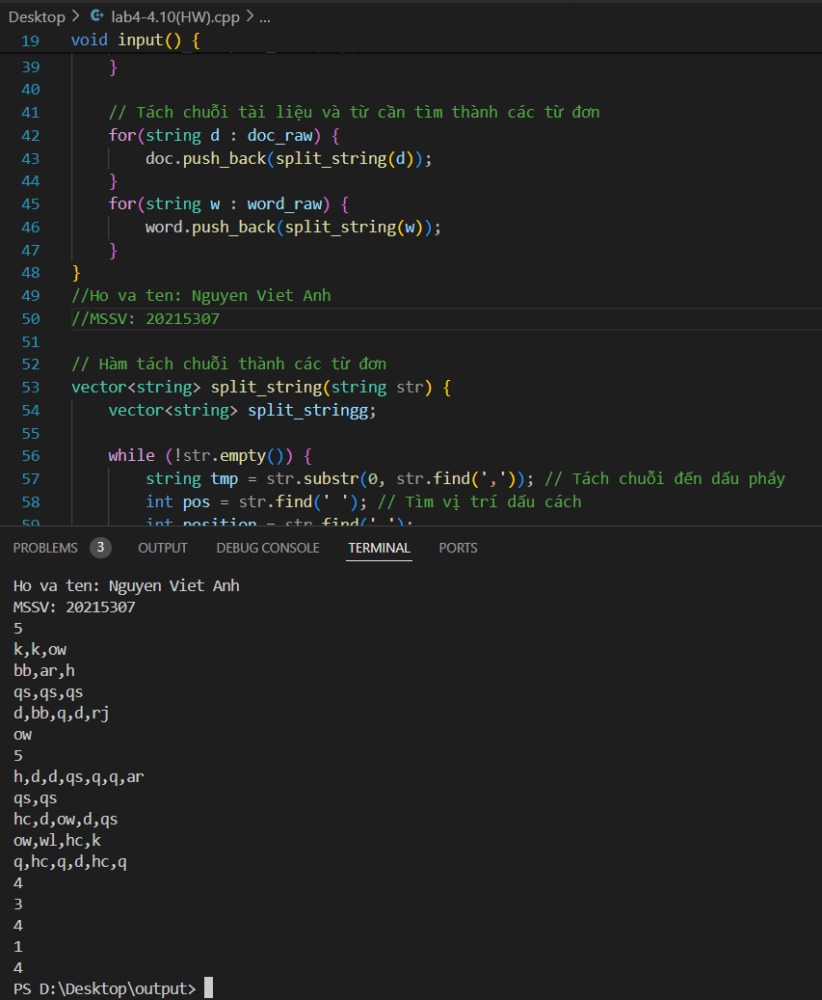 Desktop > lab4-4.10(HW).cpp > ...
19 void input() {
39 }
40
41 // Tách chuỗi tài liệu và từ cần tìm thành các từ đơn
42 for(string d : doc_raw) {
43 doc.push_back(split_string(d));
44 }
45 for(string w : word_raw) {
46 word.push_back(split_string(w));
47 }
48 }
49 //Ho va ten: Nguyen Viet Anh
50 //MSSV: 20215307
51
52 // Hàm tách chuỗi thành các từ đơn
53 vector<string> split_string(string str) {
54 vector<string> split_stringg;
55
56 while (!str.empty()) {
57 string tmp = str.substr(0, str.find(',')); // Tách chuỗi đến dấu phẩy
58 int pos = str.find(' '); // Tìm vị trí dấu cách
59 int position = str.find(' ');
PROBLEMS 3 OUTPUT DEBUG CONSOLE TERMINAL PORTS
Ho va ten: Nguyen Viet Anh
MSSV: 20215307
5
k,k,ow
bb,ar,h
qs,qs,qs
d,bb,q,d,rj
ow
5
h,d,d,qs,q,q,ar
qs,qs
hc,d,ow,d,qs
ow,wl,hc,k
q,hc,q,d,hc,q
4
3
4
1
4
PS D:\Desktop\output>